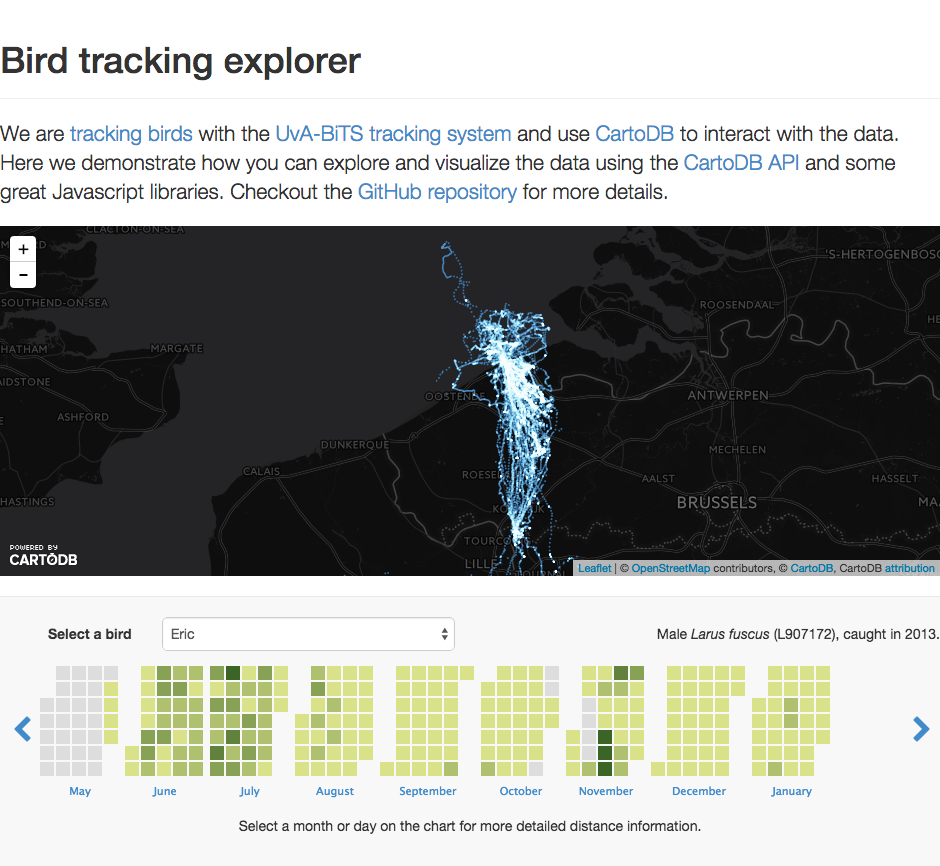 Bird tracking explorer
We are tracking birds with the UvA-BiTS tracking system and use CartoDB to interact with the data.
Here we demonstrate how you can explore and visualize the data using the CartoDB API and some
great Javascript libraries. Checkout the GitHub repository for more details.
CLACTON-ON-SEA
+
−
'S-HERTOGENBOSC
SOUTHEND-ON-SEA
ROOSENDAAL
HATHAM
MARGATE
AIDSTONE
OOSTENDE
ANTWERPEN
ASHFORD
DUNKERQUE
MECHELEN
CALAIS
ROESE
AALST
HASSELT
HASTINGS
BRUSSELS
MA
TOURCO
POWERED BY
CARTODB
LILLE
Leaflet | © OpenStreetMap contributors, © CartoDB, CartoDB attribution
Select a bird
Eric
Male Larus fuscus (L907172), caught in 2013.
May
June
July
August
September
October
November
December
January
Select a month or day on the chart for more detailed distance information.